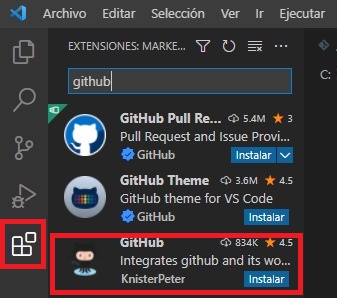 Archivo Editar Selección Ver Ir Ejecutar
EXTENSIONES: MARKE...
C:
github
GitHub Pull Re... 5.4M ★ 3
Pull Request and Issue Provi...
GitHub Instalar
GitHub Theme 3.6M ★ 4.5
GitHub theme for VS Code
GitHub Instalar
GitHub 834K ★ 4.5
Integrates github and its wo...
KnisterPeter Instalar